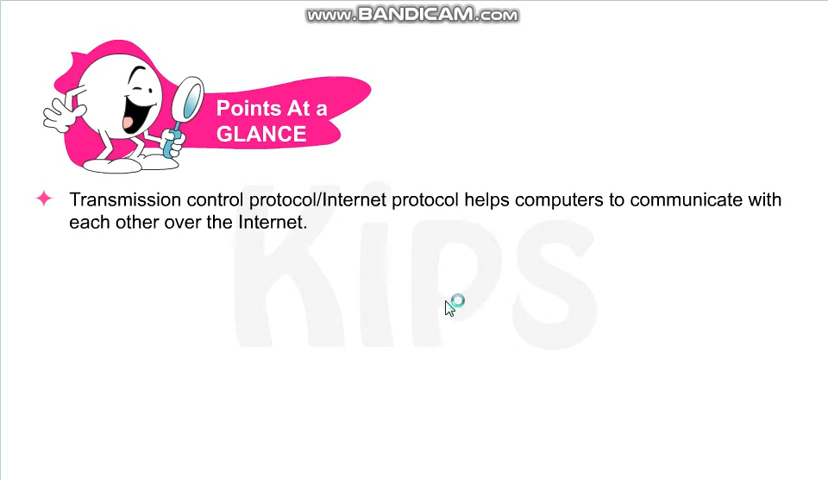 www.BANDICAM.com
Points At a
GLANCE
Transmission control protocol/Internet protocol helps computers to communicate with
each other over the Internet.
Kips